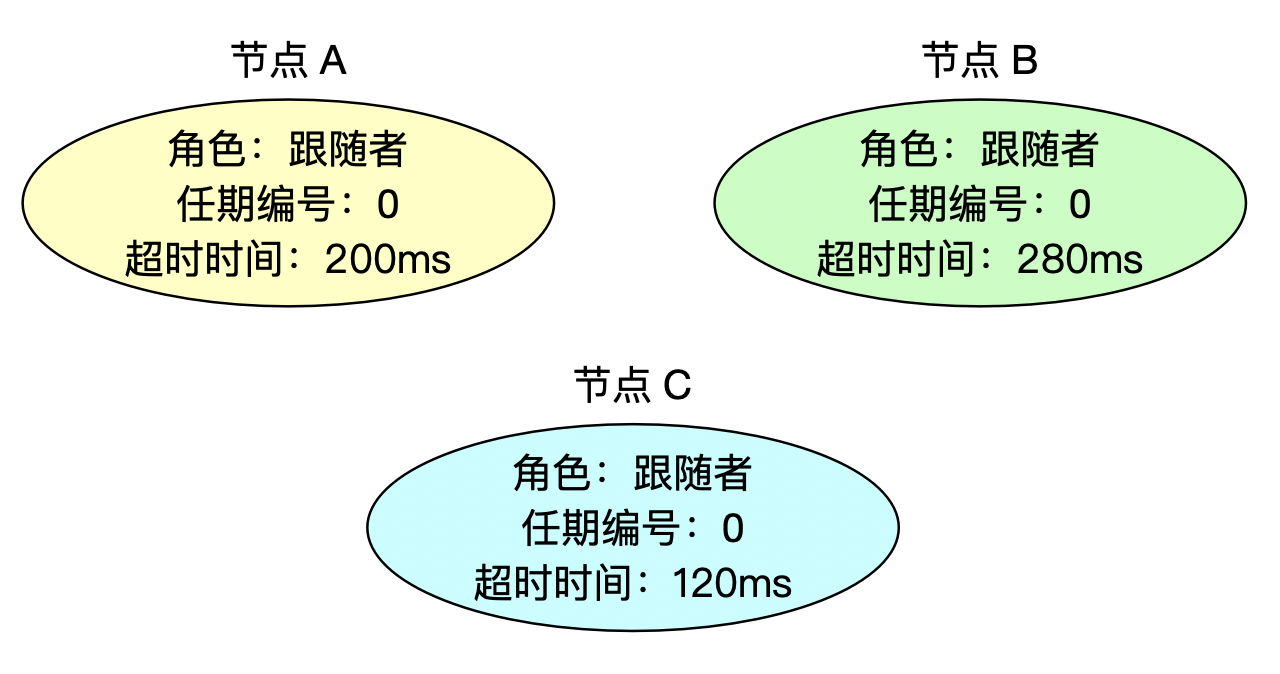 节点 A
角色：跟随者
任期编号：0
超时时间：200ms
节点 B
角色：跟随者
任期编号：0
超时时间：280ms
节点 C
角色：跟随者
任期编号：0
超时时间：120ms